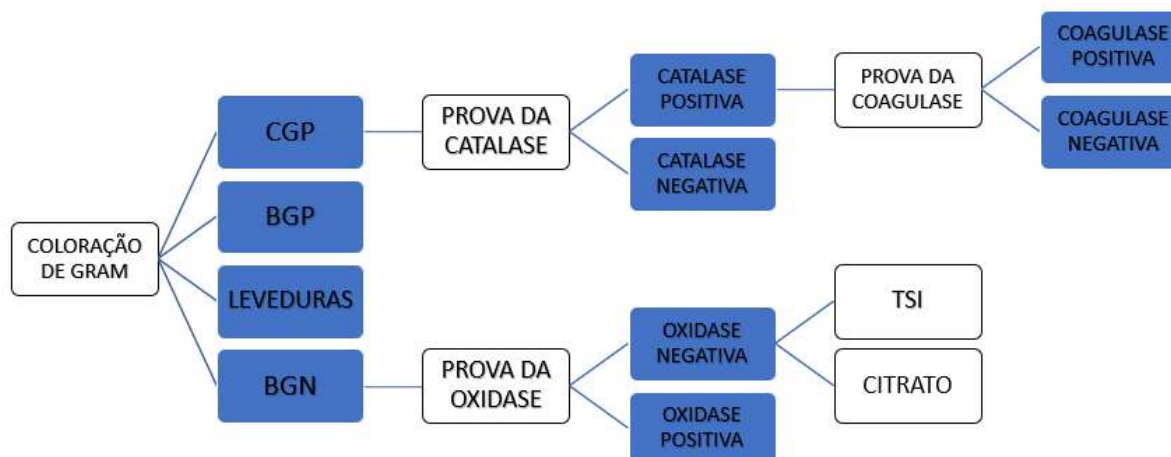 COLORAÇÃO
DE GRAM
CGP
BGP
LEVEDURAS
BGN
PROVA DA
CATALASE
PROVA DA
OXIDASE
CATALASE
POSITIVA
CATALASE
NEGATIVA
OXIDASE
NEGATIVA
OXIDASE
POSITIVA
PROVA DA
COAGULASE
TSI
CITRATO
COAGULASE
POSITIVA
COAGULASE
NEGATIVA